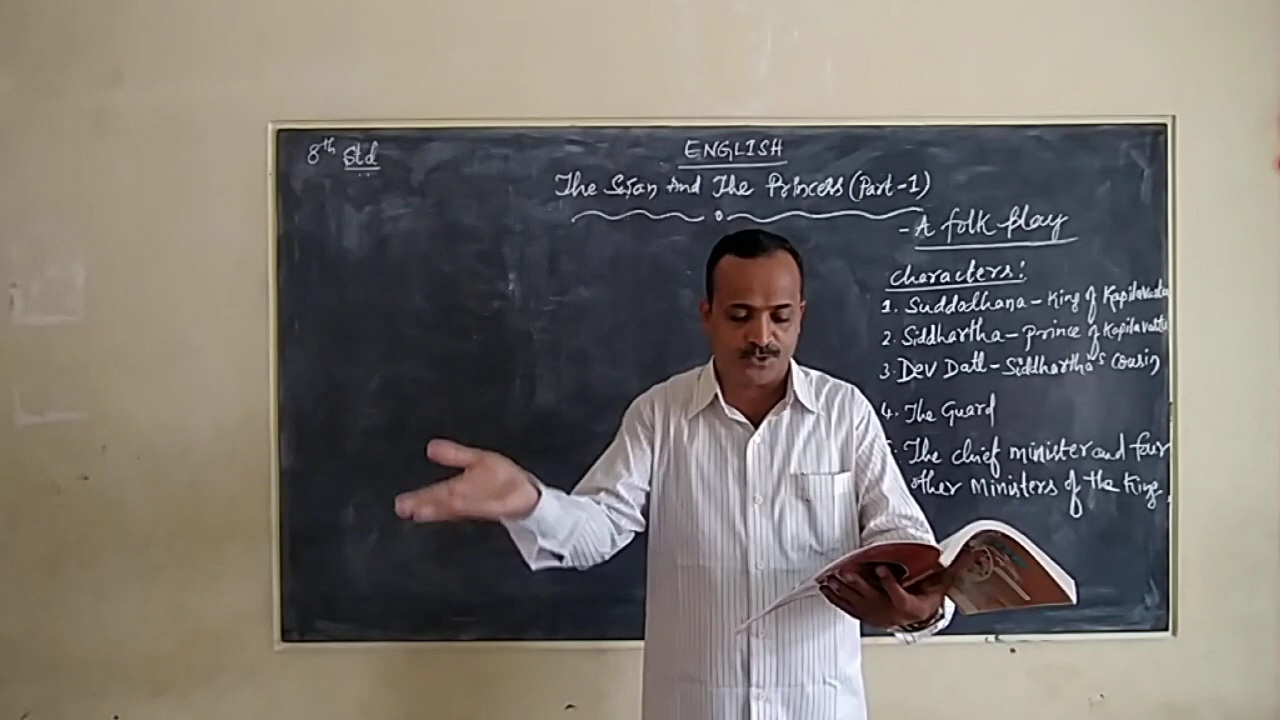 8th Std
ENGLISH
The Swan And The Princess (Part-1)
- A folk play
Characters:
1. Suddadhana - King of Kapilavastu
2. Siddhartha - Prince of Kapilavattu
3. Dev Datt - Siddhartha's cousin
4. The Guard
The chief minister and four
other Ministers of the King.